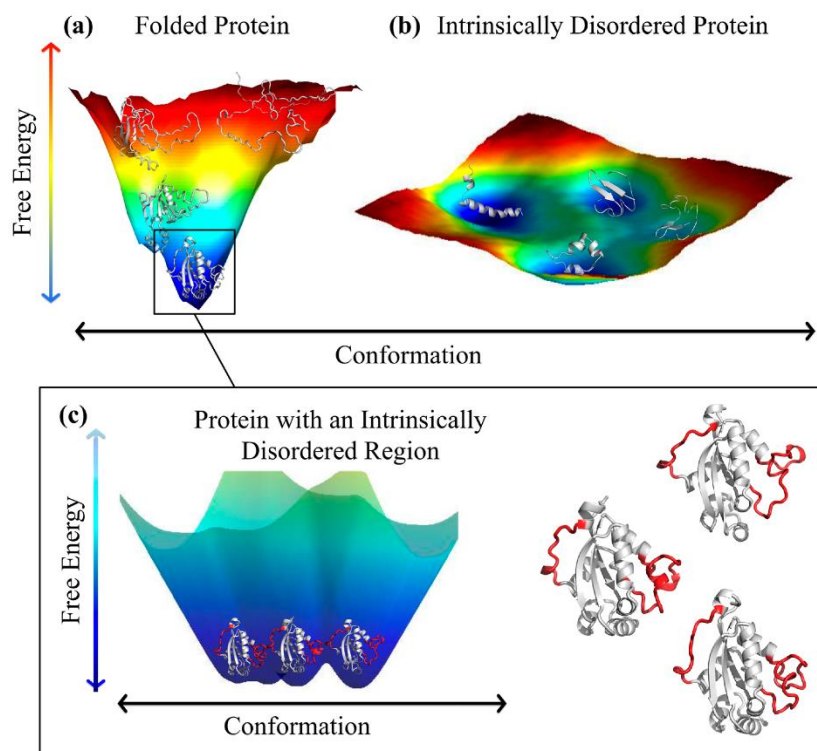 (a) Folded Protein
(b) Intrinsically Disordered Protein
Free Energy
Conformation
(c) Protein with an Intrinsically
Disordered Region
Free Energy
Conformation